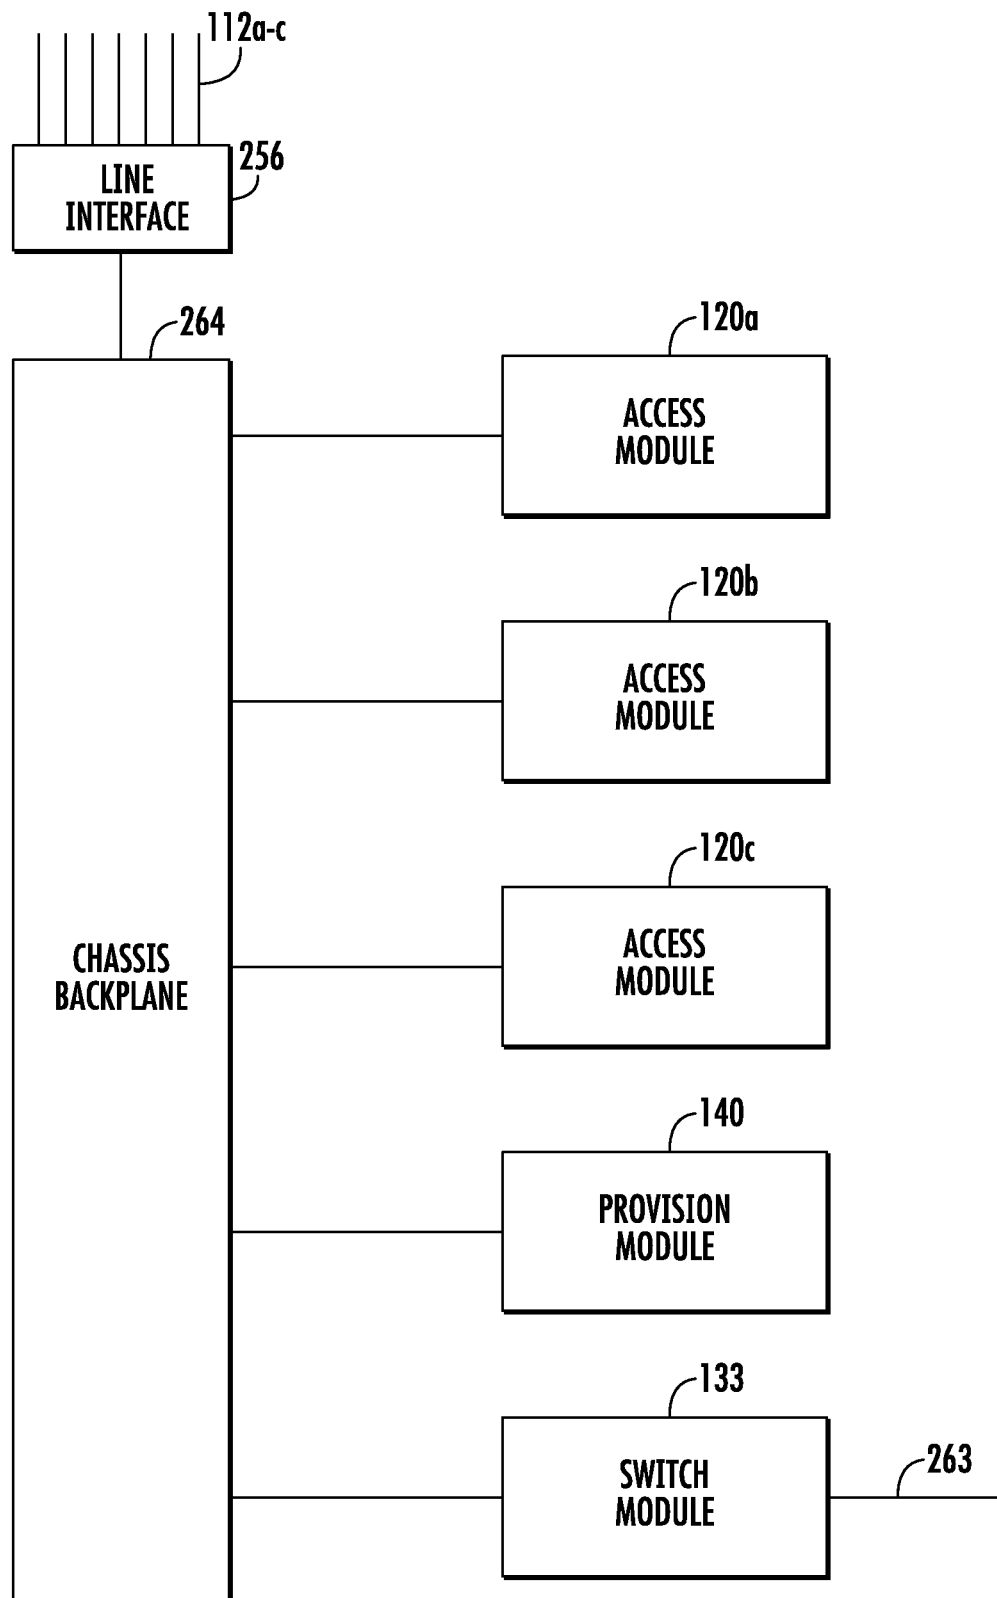 112a-c
LINE
INTERFACE
256
264
CHASSIS
BACKPLANE
120a
ACCESS
MODULE
120b
ACCESS
MODULE
120c
ACCESS
MODULE
140
PROVISION
MODULE
133
SWITCH
MODULE
263